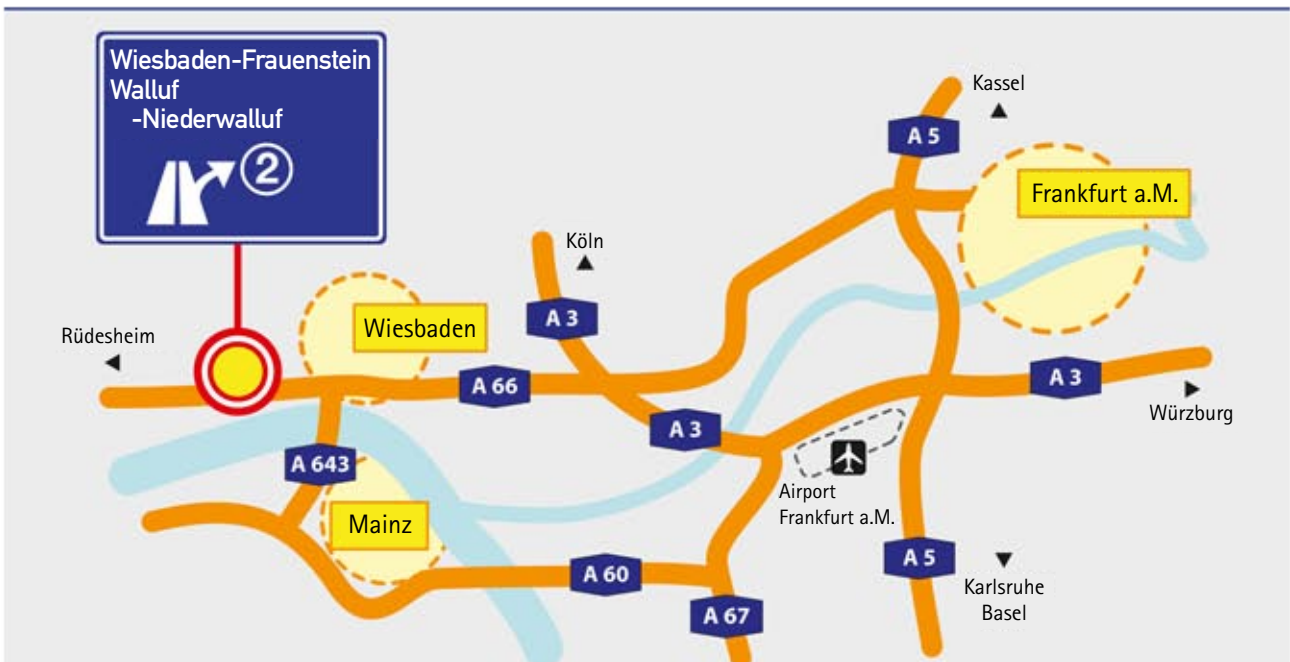 Wiesbaden-Frauenstein
Walluf
-Niederwalluf
2
Kassel
A 5
Frankfurt a.M.
Köln
A 3
Wiesbaden
Rüdesheim
A 66
A 3
A 3
Würzburg
A 643
Airport
Frankfurt a.M.
Mainz
A 60
A 5
Karlsruhe
Basel
A 67